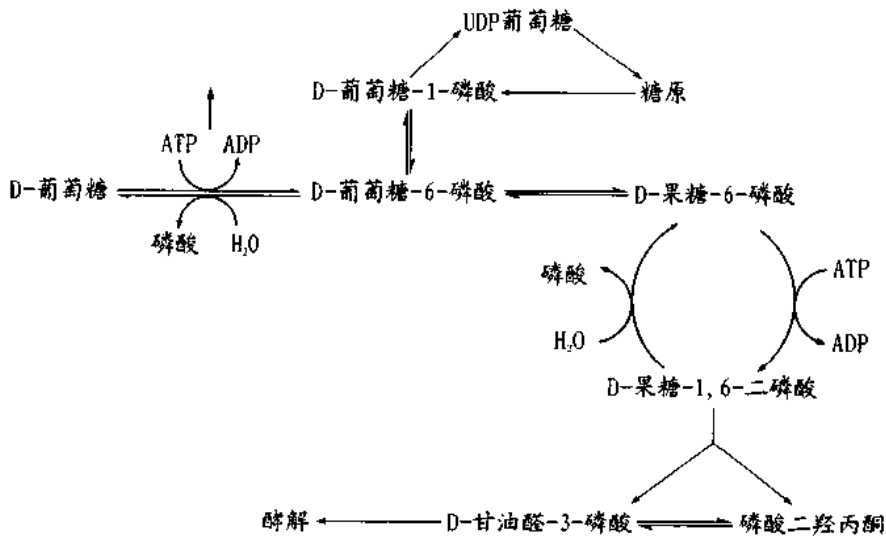 UDP葡萄糖
D-葡萄糖-1-磷酸
糖原
ATP
ADP
D-葡萄糖
D-葡萄糖-6-磷酸
D-果糖-6-磷酸
磷酸
H₂O
磷酸
ATP
H₂O
ADP
D-果糖-1,6-二磷酸
酵解
D-甘油醛-3-磷酸
磷酸二羟丙酮